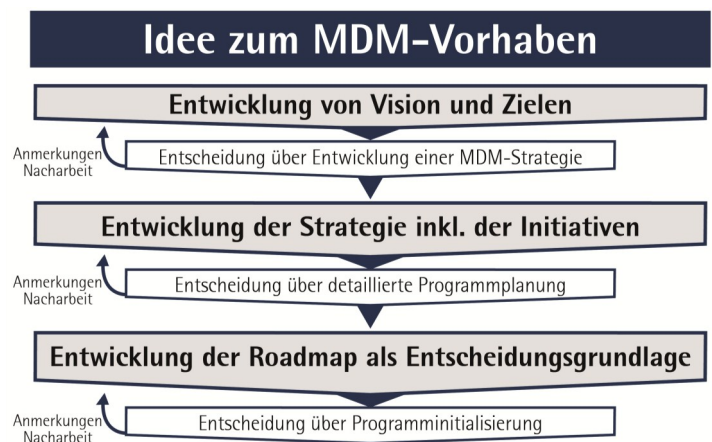 Idee zum MDM-Vorhaben
Entwicklung von Vision und Zielen
Anmerkungen
Nacharbeit
Entscheidung über Entwicklung einer MDM-Strategie
Entwicklung der Strategie inkl. der Initiativen
Anmerkungen
Nacharbeit
Entscheidung über detaillierte Programmplanung
Entwicklung der Roadmap als Entscheidungsgrundlage
Anmerkungen
Nacharbeit
Entscheidung über Programminitialisierung